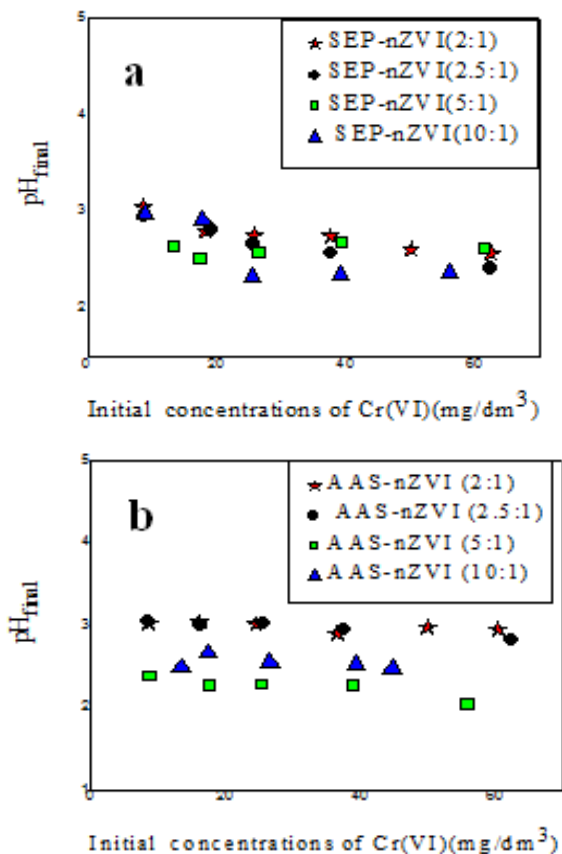 5
a
SEP-nZVI(2:1)
SEP-nZVI(2.5:1)
SEP-nZVI(5:1)
SEP-nZVI(10:1)
4
pHfinal
3
2
0 20 40 60
Initial concentrations of Cr(VI)(mg/dm³)
5
b
AAS-nZVI (2:1)
AAS-nZVI (2.5:1)
AAS-nZVI (5:1)
AAS-nZVI (10:1)
4
pHfinal
3
2
1
0 20 40 60
Initial concentrations of Cr(VI)(mg/dm³)